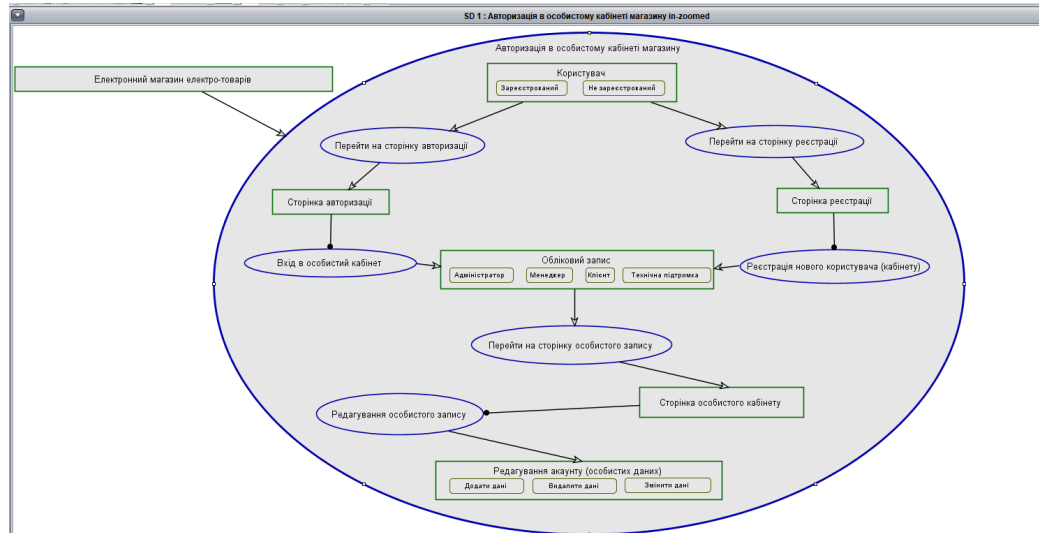 SD 1 : Авторизація в особистому кабінеті магазину in-zoomed
Авторизація в особистому кабінеті магазину
Електронний магазин електро-товарів
Користувач
Зареєстрований
Не зареєстрований
Перейти на сторінку авторизації
Перейти на сторінку реєстрації
Сторінка авторизації
Сторінка реєстрації
Вхід в особистий кабінет
Обліковий запис
Адміністратор
Менеджер
Клієнт
Технічна підтримка
Реєстрація нового користувача (кабінету)
Перейти на сторінку особистого запису
Сторінка особистого кабінету
Редагування особистого запису
Редагування акаунту (особистих даних)
Додати дані
Видалити дані
Змінити дані